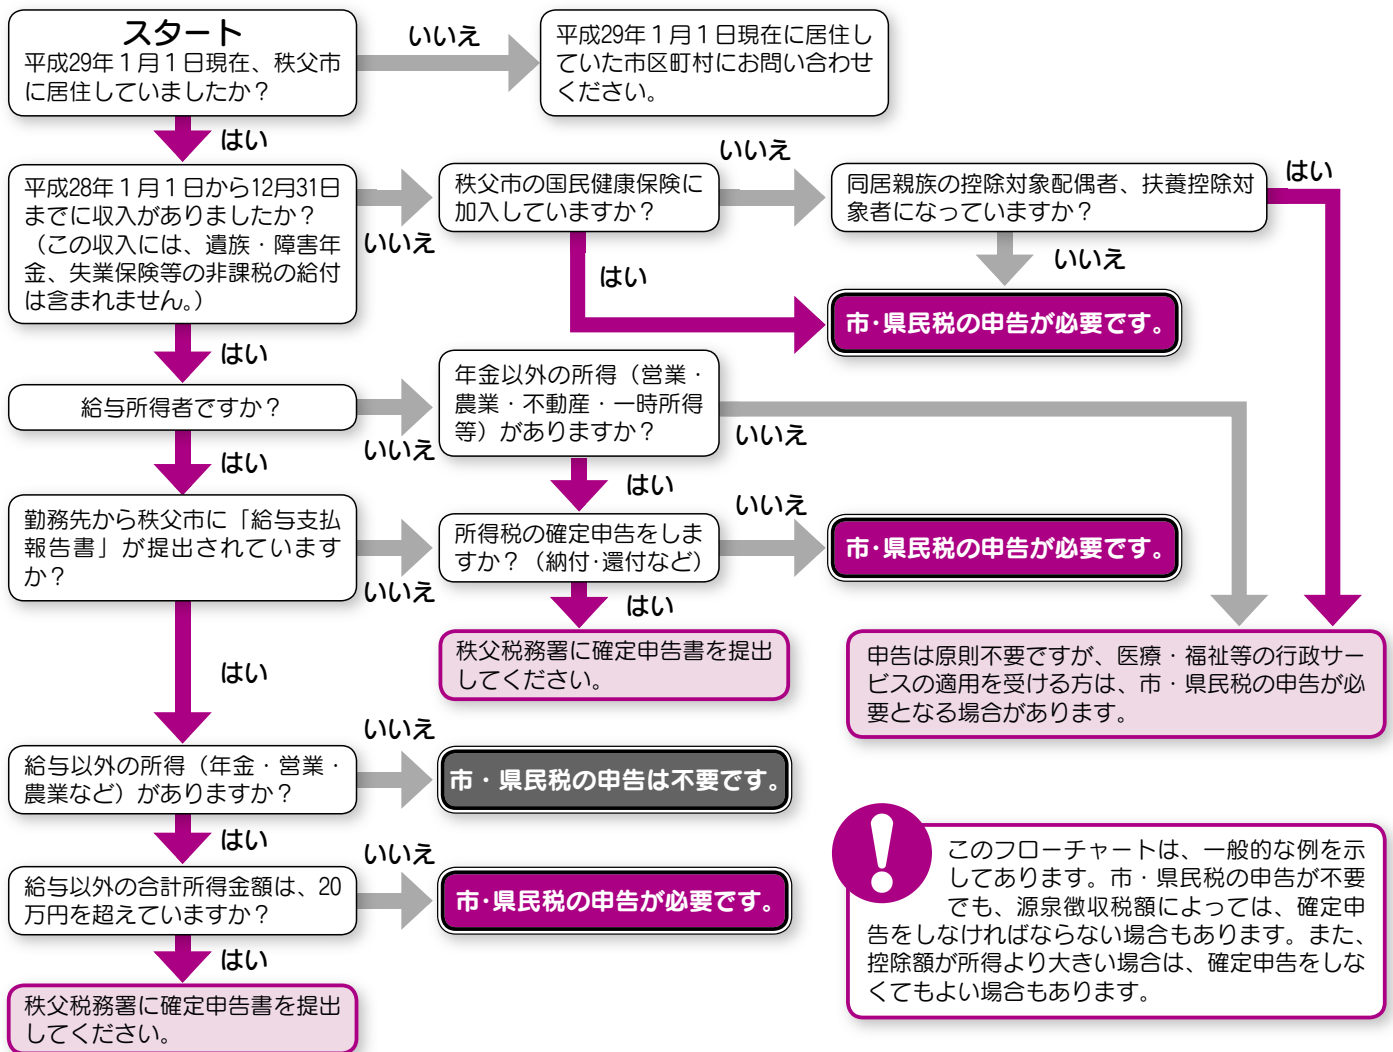 スタート
平成29年１月１日現在、秩父市
に居住していましたか？
いいえ
平成29年１月１日現在に居住し
ていた市区町村にお問い合わせ
ください。
はい
平成28年１月１日から12月31日
までに収入がありましたか？
（この収入には、遺族・障害年
金、失業保険等の非課税の給付
は含まれません。）
いいえ
秩父市の国民健康保険に
加入していますか？
いいえ
同居親族の控除対象配偶者、扶養控除対
象者になっていますか？
はい
いいえ
はい
市・県民税の申告が必要です。
はい
給与所得者ですか？
いいえ
年金以外の所得（営業・
農業・不動産・一時所得
等）がありますか？
いいえ
はい
はい
勤務先から秩父市に「給与支払
報告書」が提出されています
か？
いいえ
所得税の確定申告をしま
すか？（納付・還付など）
いいえ
市・県民税の申告が必要です。
はい
秩父税務署に確定申告書を提出
してください。
申告は原則不要ですが、医療・福祉等の行政サー
ビスの適用を受ける方は、市・県民税の申告が必
要となる場合があります。
はい
給与以外の所得（年金・営業・
農業など）がありますか？
いいえ
市・県民税の申告は不要です。
はい
給与以外の合計所得金額は、20
万円を超えていますか？
いいえ
市・県民税の申告が必要です。
はい
秩父税務署に確定申告書を提出
してください。
！
このフローチャートは、一般的な例を示
してあります。市・県民税の申告が不要
でも、源泉徴収税額によっては、確定申
告をしなければならない場合もあります。また、
控除額が所得より大きい場合は、確定申告をしな
くてもよい場合もあります。